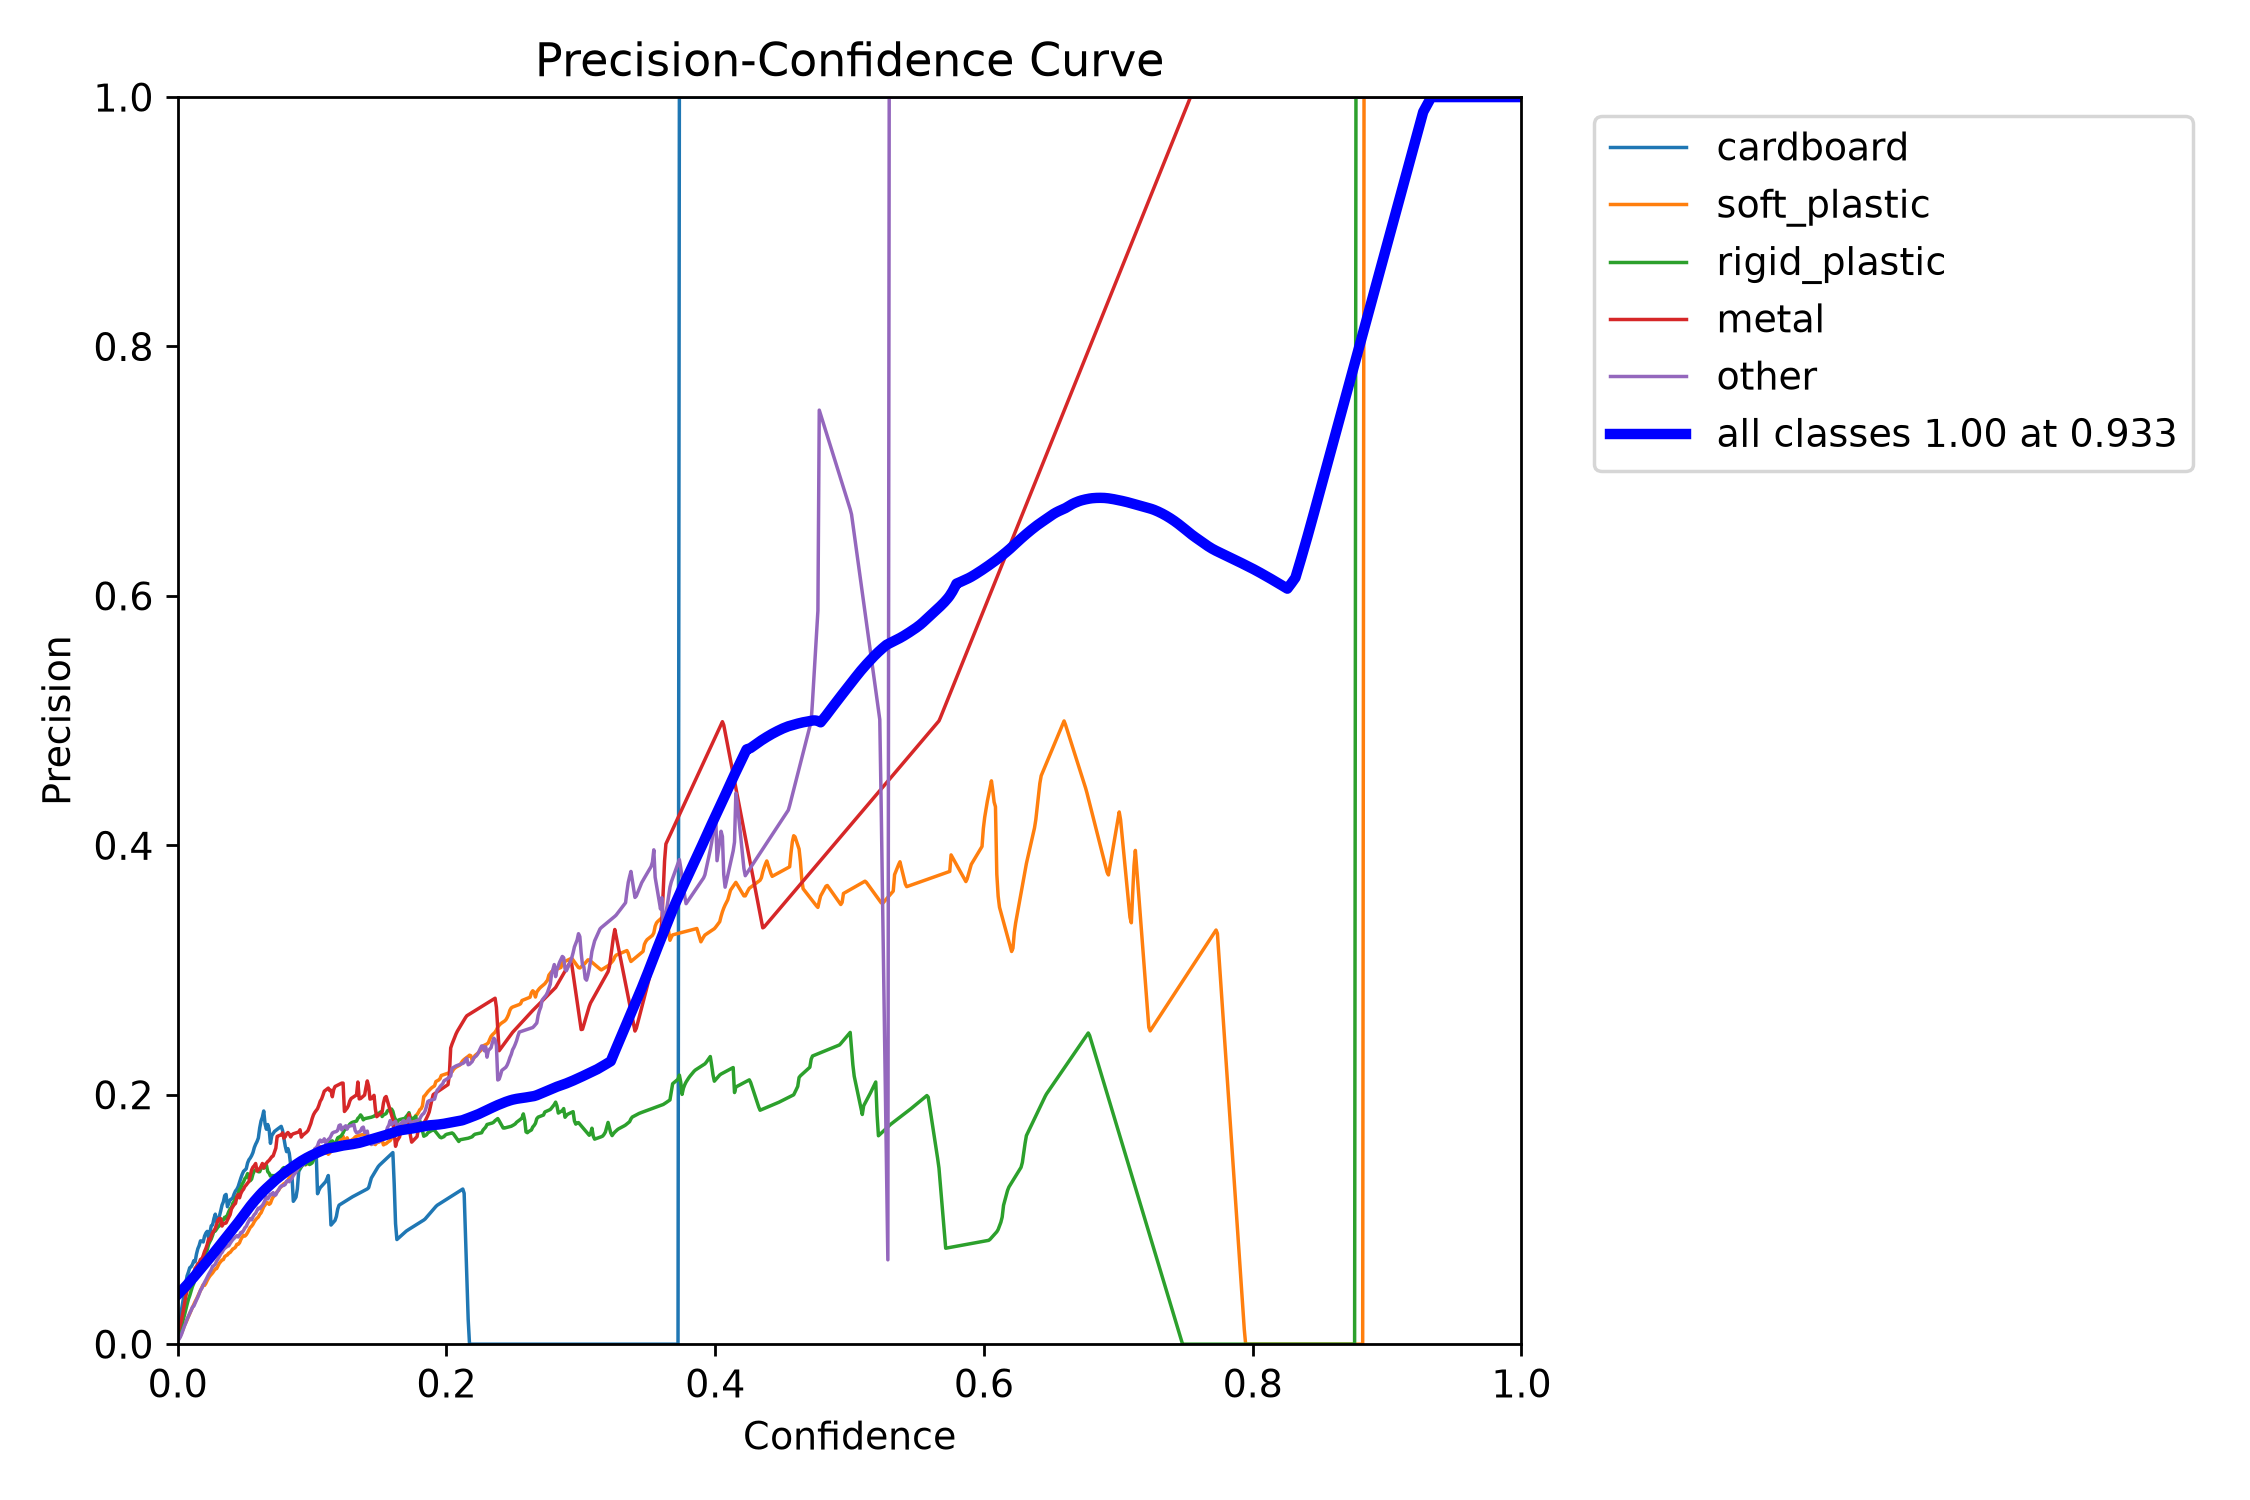 Precision-Confidence Curve
1.0
0.8
0.6
0.4
0.2
0.0
Precision
0.0 0.2 0.4 0.6 0.8 1.0
Confidence
cardboard
soft_plastic
rigid_plastic
metal
other
all classes 1.00 at 0.933